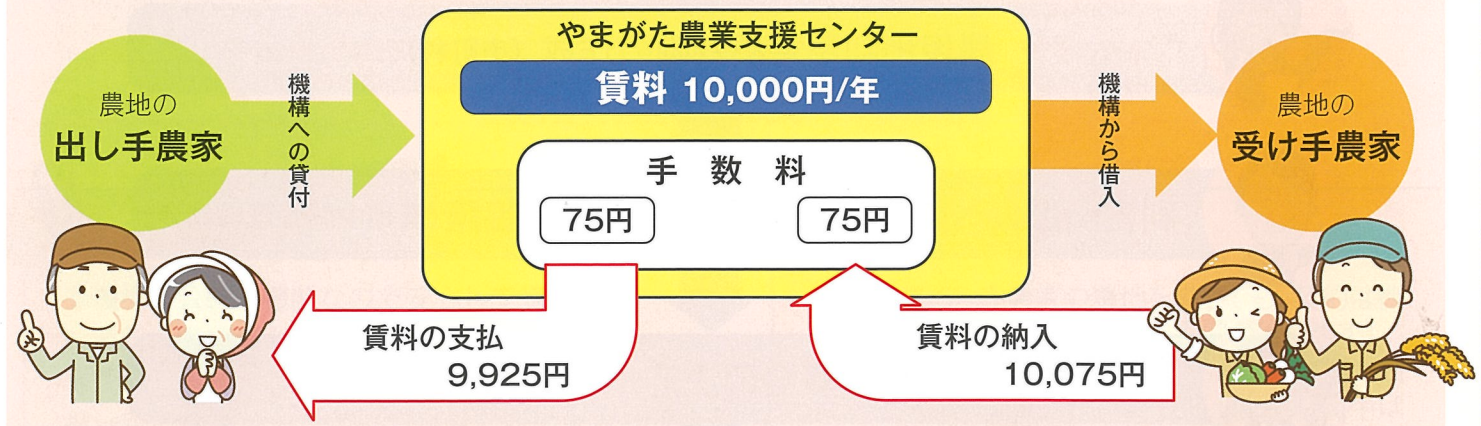 やまがた農業支援センター
賃料 10,000円/年
農地の
出し手農家
機構への貸付
機構から借入
農地の
受け手農家
手 数 料
75円
75円
賃料の支払
9,925円
賃料の納入
10,075円